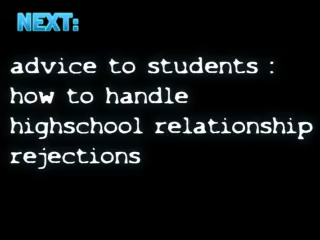 NEXT:
advice to students :
how to handle
highschool relationship
rejections